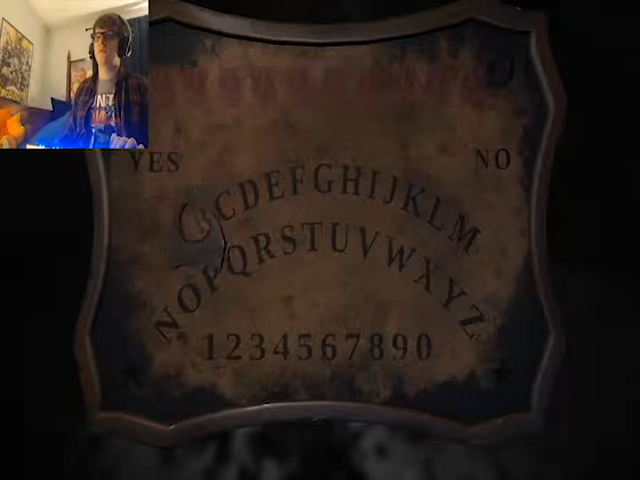 YES
NO
CDEFGHIJKLM
NOPQRSTUVWXYZ
1234567890